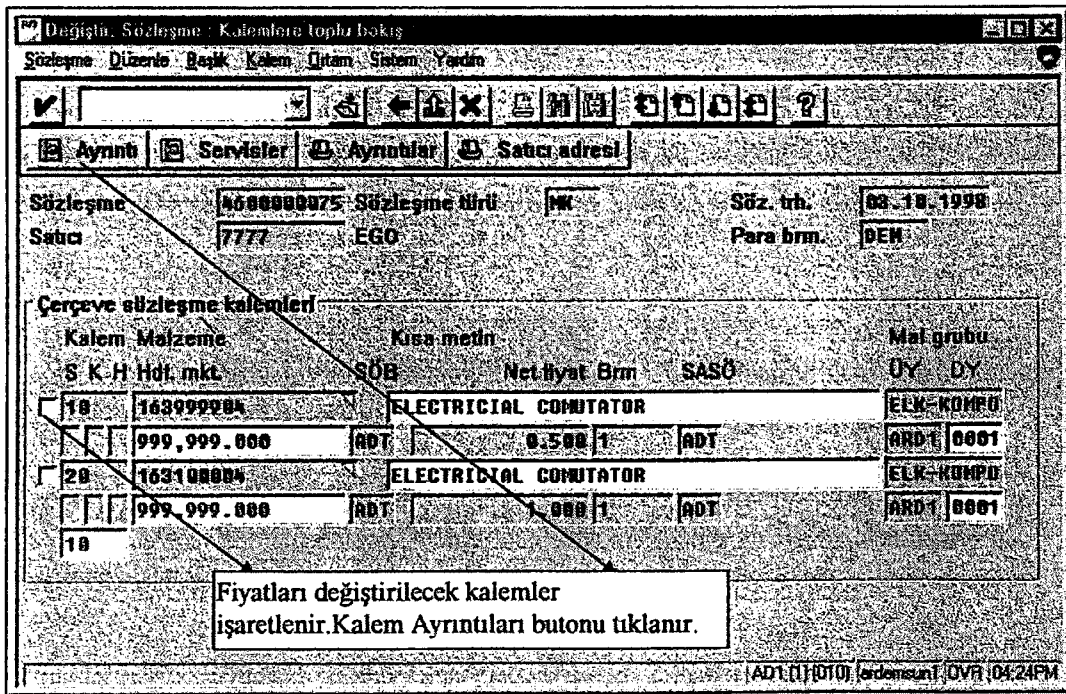 Değiştir. Sözleşme : Kalemlere toplu bakış
Sözleşme Düzenle Başlık Kalem Ortam Sistem Yardım
Ayrıntı Servisler Ayrıntılar Satıcı adresi
Sözleşme 4600000075 Sözleşme türü MK Söz. trh. 03.10.1998
Satıcı 7777 EGO Para brm. DEM
Çerçeve sözleşme kalemleri
Kalem Malzeme Kısa metin Mal grubu
S K H Hdf. mkt. SÖB Net fiyat Brm SASÖ ÜY DY
10 163999904 ELECTRICIAL COMUTATOR ELK-KOMPO
999,999.000 ADT 0.500 1 ADT ARD1 0001
20 163100004 ELECTRICIAL COMUTATOR ELK-KOMPO
999,999.000 ADT 1.000 1 ADT ARD1 0001
10
Fiyatları değiştirilecek kalemler
işaretlenir.Kalem Ayrıntıları butonu tıklanır.
AD1 (1) (010) ardemsun1 OVR 04:24PM